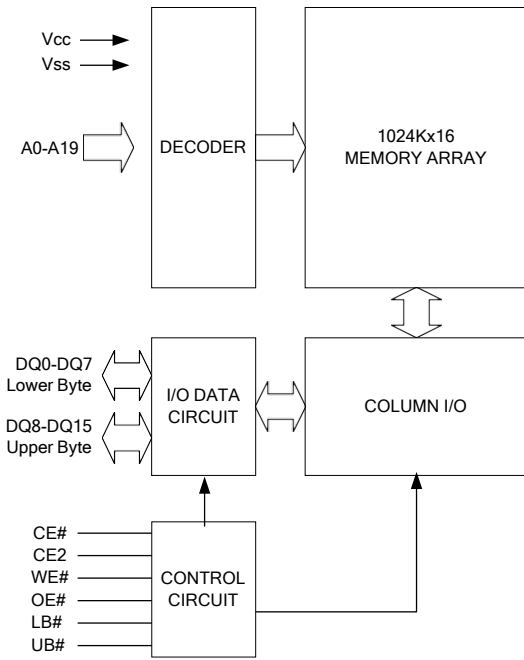 Vcc
Vss
A0-A19
DECODER
1024Kx16
MEMORY ARRAY
DQ0-DQ7
Lower Byte
DQ8-DQ15
Upper Byte
I/O DATA
CIRCUIT
COLUMN I/O
CE#
CE2
WE#
OE#
LB#
UB#
CONTROL
CIRCUIT